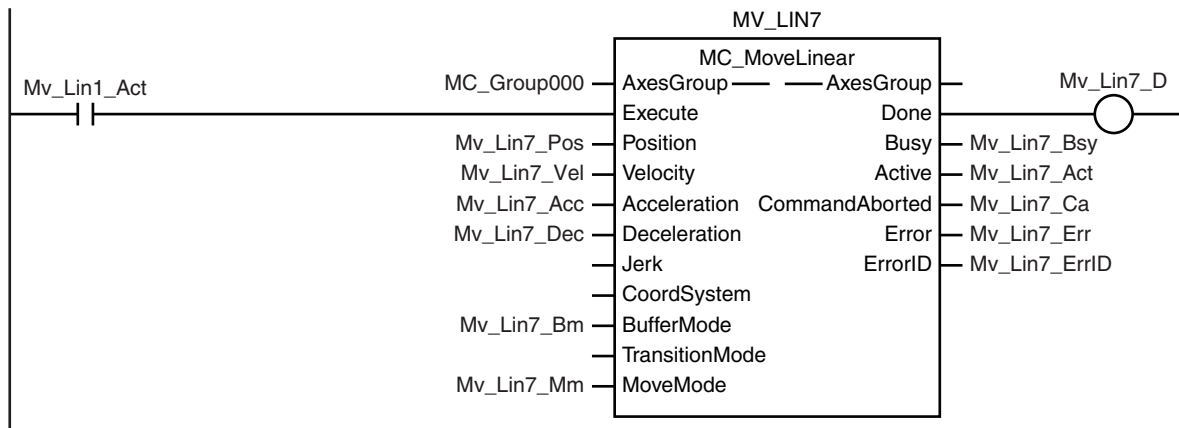 MV_LIN7
MC_MoveLinear
Mv_Lin1_Act
MC_Group000 AxesGroup AxesGroup Mv_Lin7_D
Execute Done
Mv_Lin7_Pos Position Busy Mv_Lin7_Bsy
Mv_Lin7_Vel Velocity Active Mv_Lin7_Act
Mv_Lin7_Acc Acceleration CommandAborted Mv_Lin7_Ca
Mv_Lin7_Dec Deceleration Error Mv_Lin7_Err
Jerk ErrorID Mv_Lin7_ErrID
CoordSystem
Mv_Lin7_Bm BufferMode
TransitionMode
Mv_Lin7_Mm MoveMode